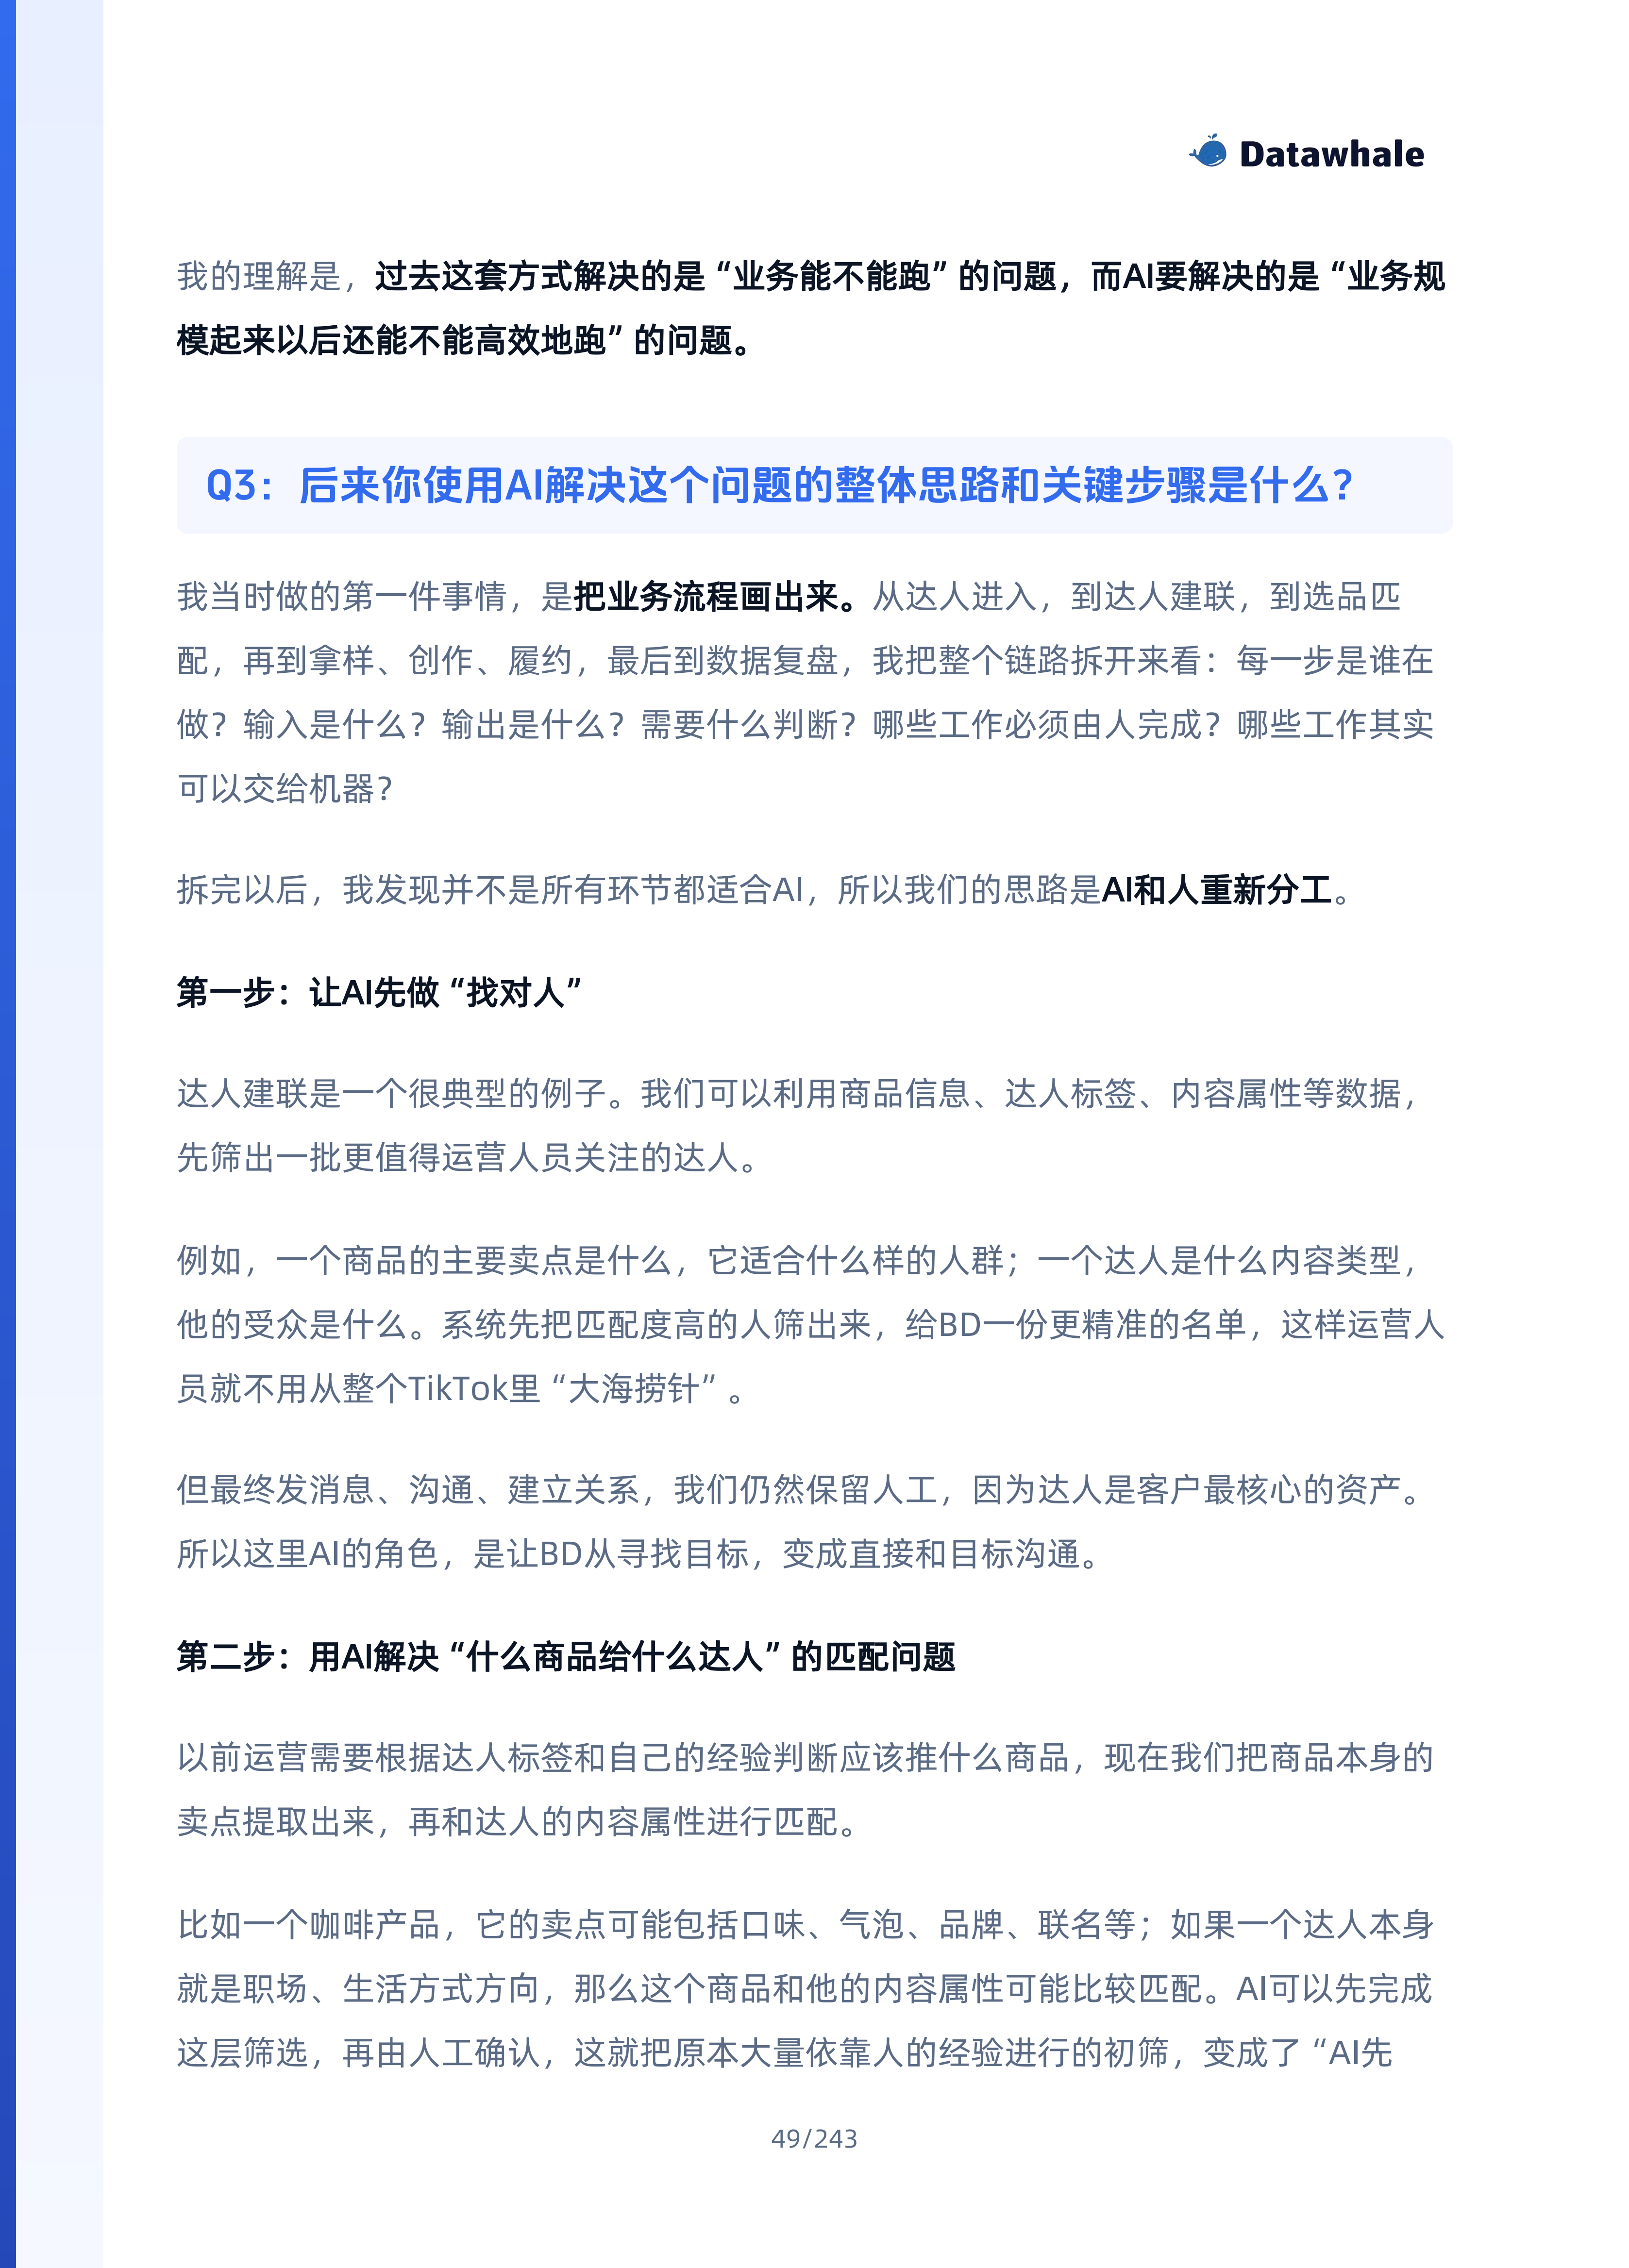 Datawhale
我的理解是，过去这套方式解决的是“业务能不能跑”的问题，而AI要解决的是“业务规
模起来以后还能不能高效地跑”的问题。
Q3：后来你使用AI解决这个问题的整体思路和关键步骤是什么？
我当时做的第一件事情，是把业务流程画出来。从达人进入，到达人建联，到选品匹
配，再到拿样、创作、履约，最后到数据复盘，我把整个链路拆开来看：每一步是谁在
做？输入是什么？输出是什么？需要什么判断？哪些工作必须由人完成？哪些工作其实
可以交给机器？
拆完以后，我发现并不是所有环节都适合AI，所以我们的思路是AI和人重新分工。
第一步：让AI先做“找对人”
达人建联是一个很典型的例子。我们可以利用商品信息、达人标签、内容属性等数据，
先筛出一批更值得运营人员关注的达人。
例如，一个商品的主要卖点是什么，它适合什么样的人群；一个达人是什么内容类型，
他的受众是什么。系统先把匹配度高的人筛出来，给BD一份更精准的名单，这样运营人
员就不用从整个TikTok里“大海捞针”。
但最终发消息、沟通、建立关系，我们仍然保留人工，因为达人是客户最核心的资产。
所以这里AI的角色，是让BD从寻找目标，变成直接和目标沟通。
第二步：用AI解决“什么商品给什么达人”的匹配问题
以前运营需要根据达人标签和自己的经验判断应该推什么商品，现在我们把商品本身的
卖点提取出来，再和达人的内容属性进行匹配。
比如一个咖啡产品，它的卖点可能包括口味、气泡、品牌、联名等；如果一个达人本身
就是职场、生活方式方向，那么这个商品和他的内容属性可能比较匹配。AI可以先完成
这层筛选，再由人工确认，这就把原本大量依靠人的经验进行的初筛，变成了“AI先
49/243